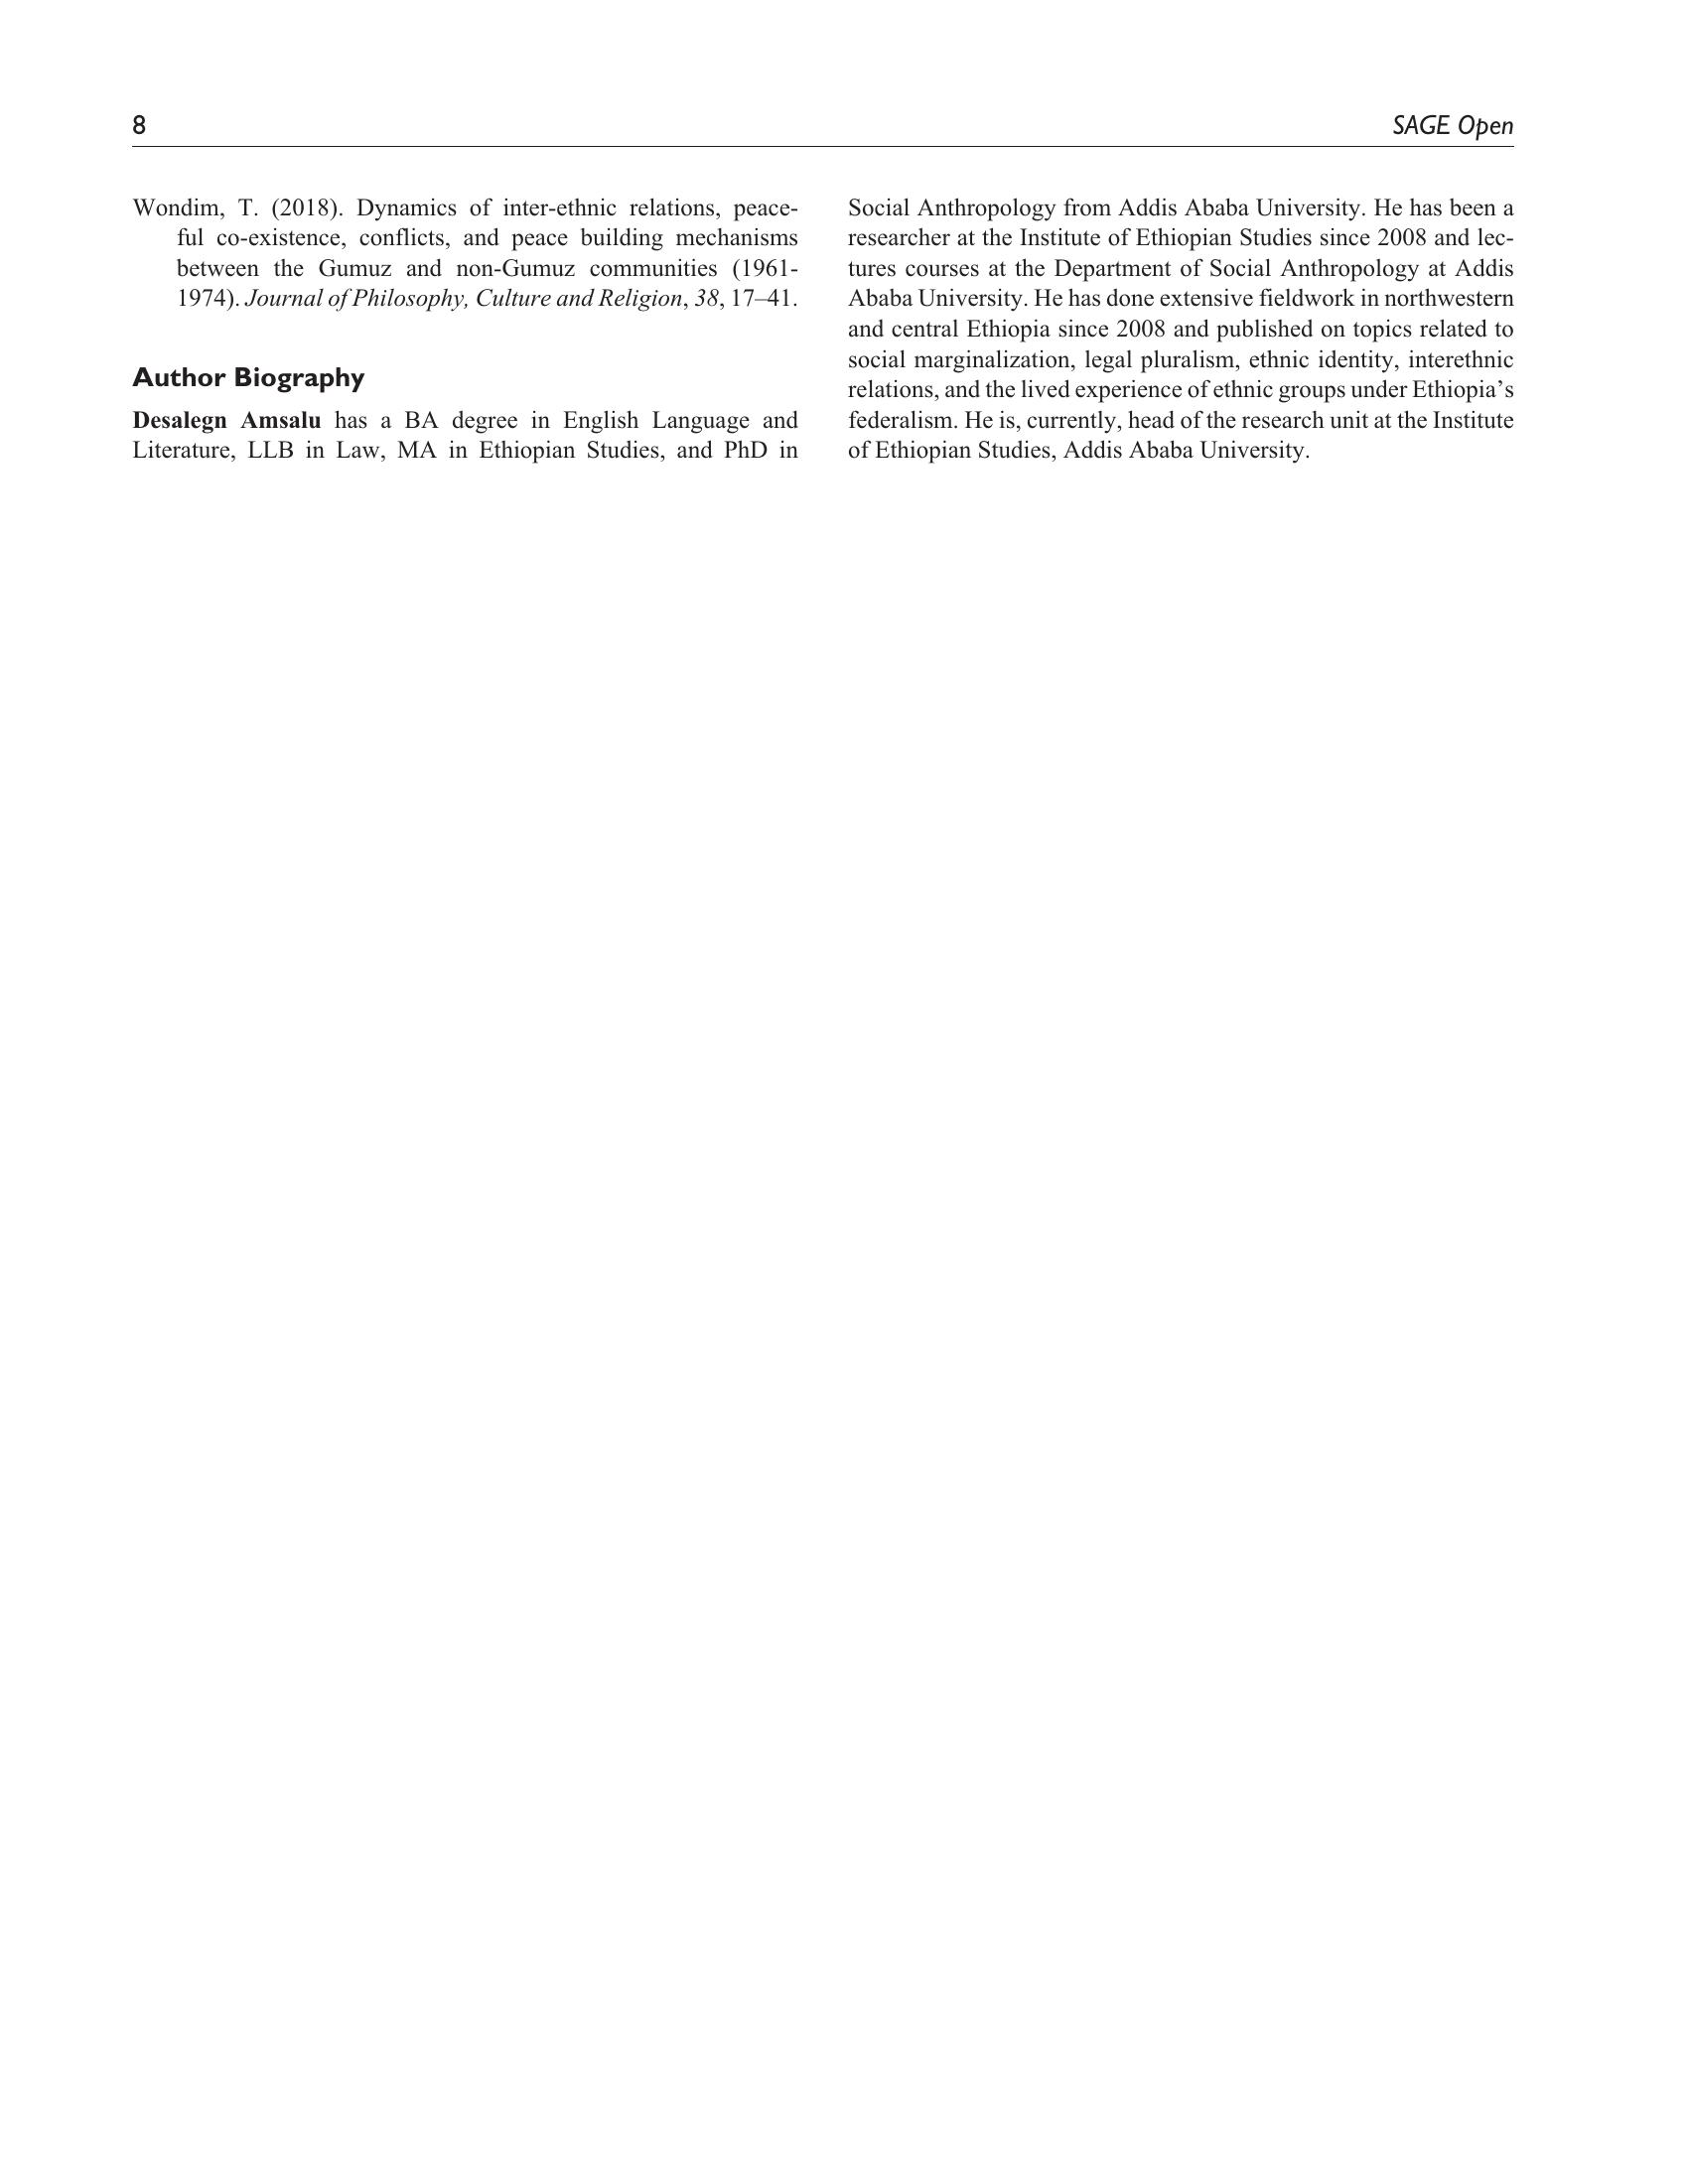 8
SAGE Open
Wondim, T. (2018). Dynamics of inter-ethnic relations, peace-
ful co-existence, conflicts, and peace building mechanisms
between the Gumuz and non-Gumuz communities (1961-
1974). Journal of Philosophy, Culture and Religion, 38, 17–41.
Author Biography
Desalegn Amsalu has a BA degree in English Language and
Literature, LLB in Law, MA in Ethiopian Studies, and PhD in
Social Anthropology from Addis Ababa University. He has been a
researcher at the Institute of Ethiopian Studies since 2008 and lec-
tures courses at the Department of Social Anthropology at Addis
Ababa University. He has done extensive fieldwork in northwestern
and central Ethiopia since 2008 and published on topics related to
social marginalization, legal pluralism, ethnic identity, interethnic
relations, and the lived experience of ethnic groups under Ethiopia’s
federalism. He is, currently, head of the research unit at the Institute
of Ethiopian Studies, Addis Ababa University.